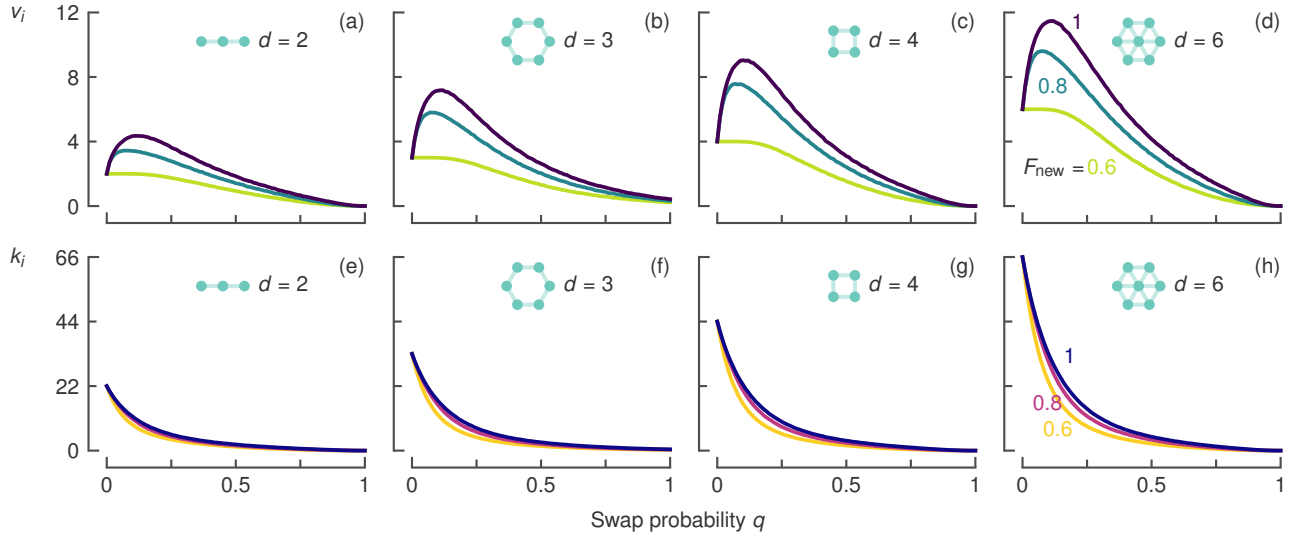 v_i
(a) (b) (c) (d)
d = 2 d = 3 d = 4 d = 6
12
8
4
0
1
0.8
F_new = 0.6
k_i
(e) (f) (g) (h)
d = 2 d = 3 d = 4 d = 6
66
44
22
0
1
0.8
0.6
0 0.5 1 0 0.5 1 0 0.5 1 0 0.5 1
Swap probability q